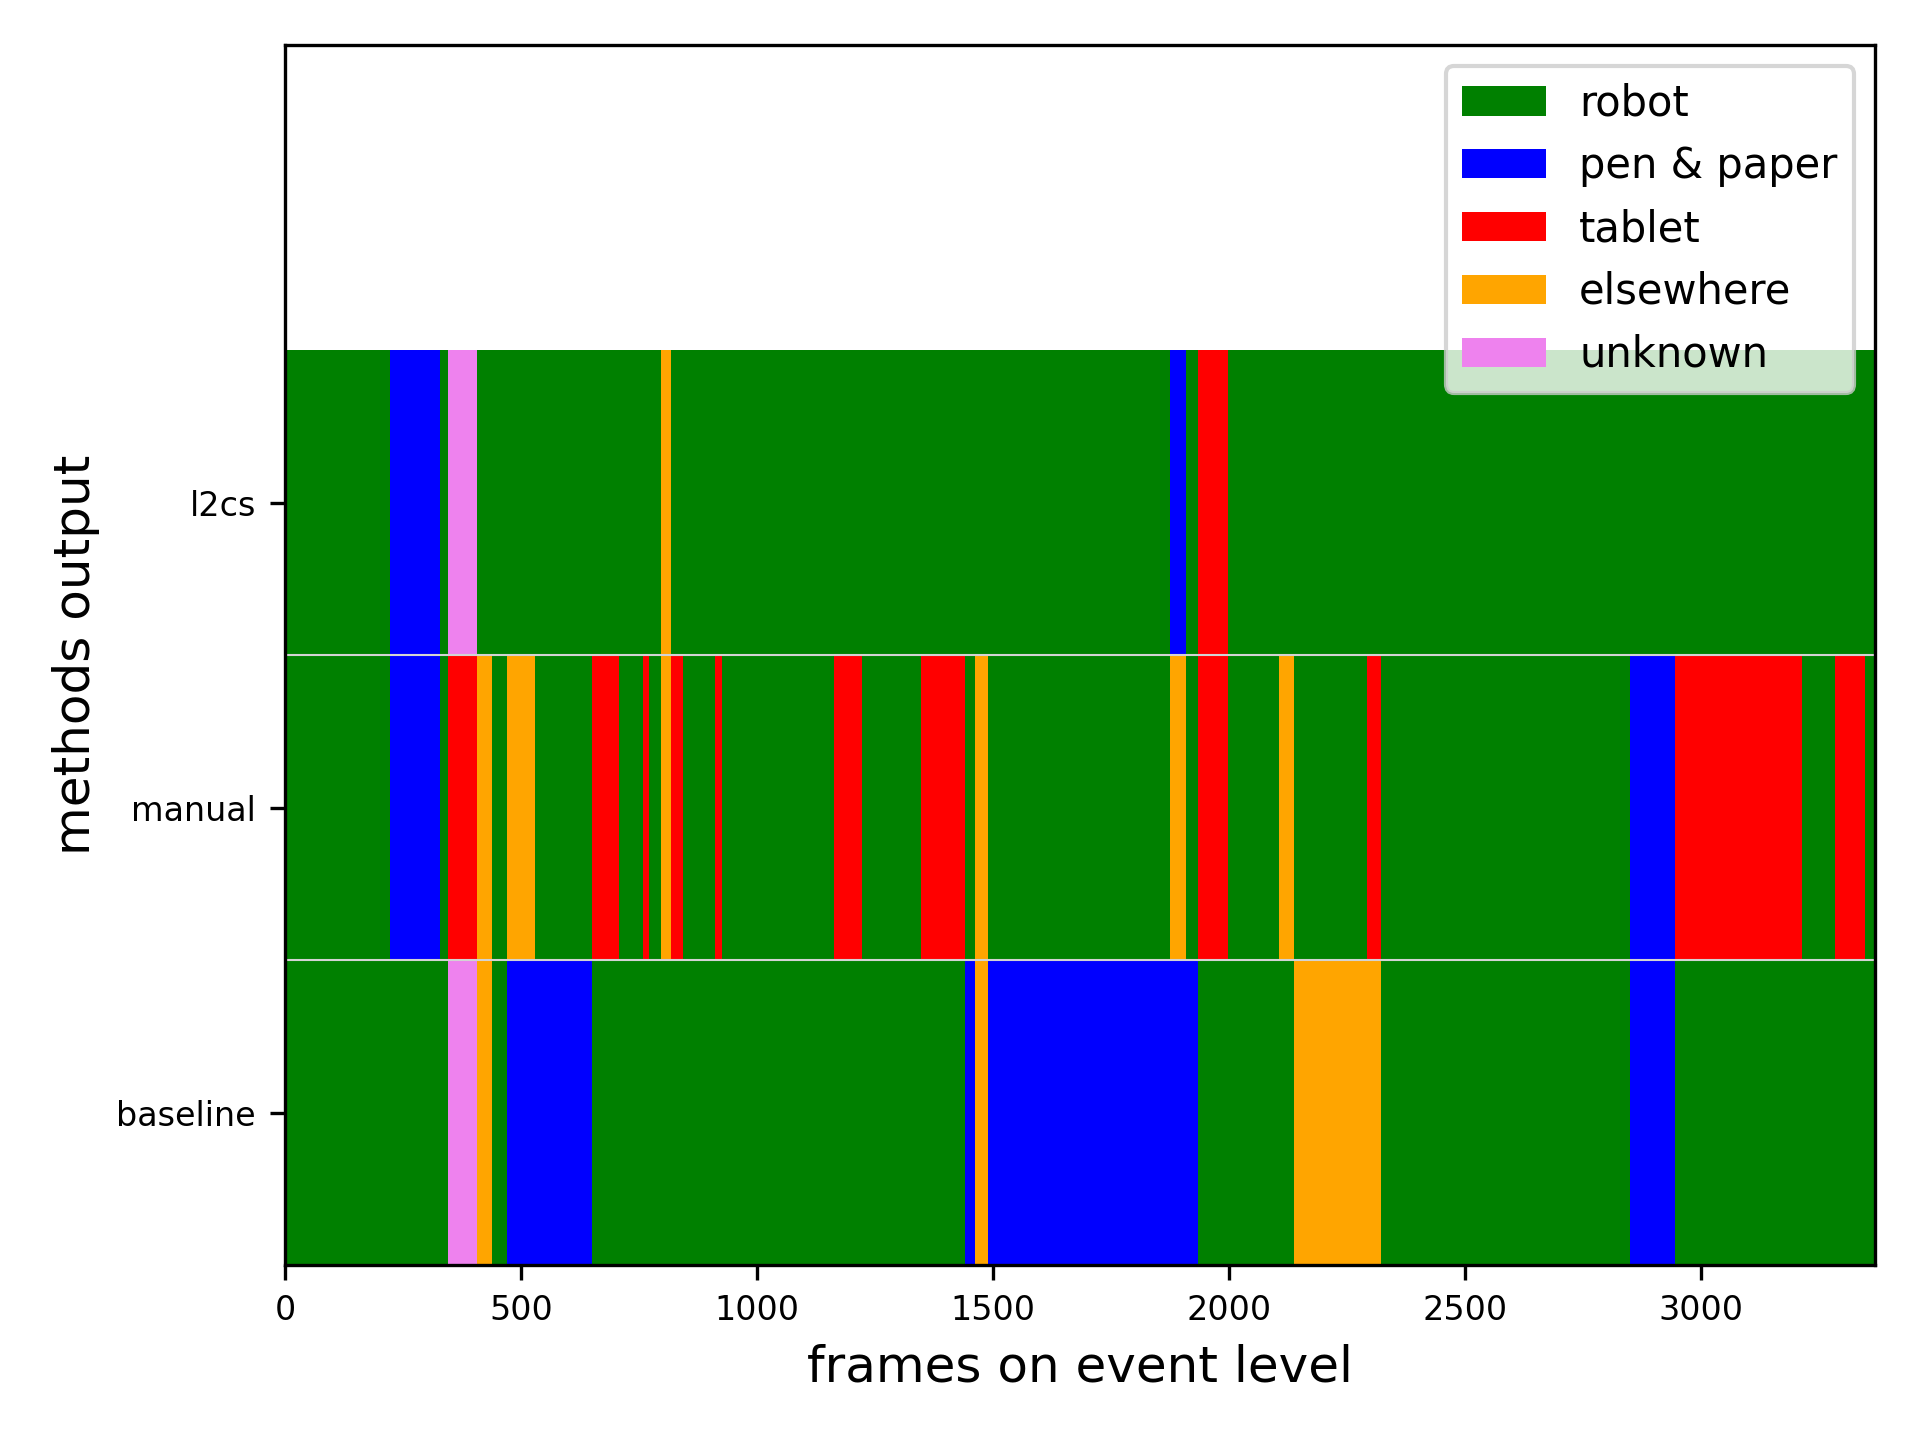 robot
pen & paper
tablet
elsewhere
unknown
methods output
l2cs
manual
baseline
0 500 1000 1500 2000 2500 3000
frames on event level